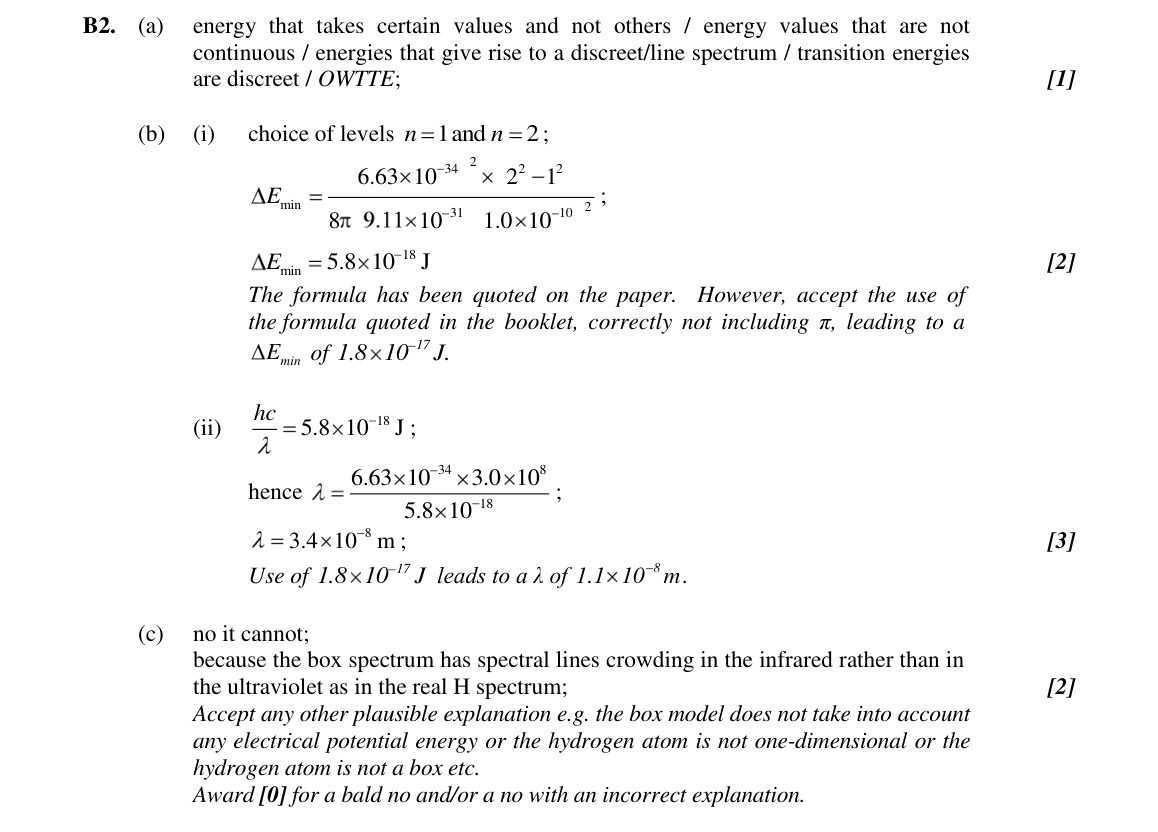 B2. (a) energy that takes certain values and not others / energy values that are not
continuous / energies that give rise to a discreet/line spectrum / transition energies
are discreet / OWTTE; [1]
(b) (i) choice of levels n = 1 and n = 2 ;
ΔE_min = (6.63×10⁻³⁴ ² × 2² − 1²) / (8π 9.11×10⁻³¹ 1.0×10⁻¹⁰ ²) ;
ΔE_min = 5.8×10⁻¹⁸ J [2]
The formula has been quoted on the paper. However, accept the use of
the formula quoted in the booklet, correctly not including π, leading to a
ΔE_min of 1.8×10⁻¹⁷ J.
(ii) hc/λ = 5.8×10⁻¹⁸ J ;
hence λ = (6.63×10⁻³⁴ × 3.0×10⁸) / (5.8×10⁻¹⁸) ;
λ = 3.4×10⁻⁸ m ; [3]
Use of 1.8×10⁻¹⁷ J leads to a λ of 1.1×10⁻⁸ m.
(c) no it cannot;
because the box spectrum has spectral lines crowding in the infrared rather than in
the ultraviolet as in the real H spectrum; [2]
Accept any other plausible explanation e.g. the box model does not take into account
any electrical potential energy or the hydrogen atom is not one-dimensional or the
hydrogen atom is not a box etc.
Award [0] for a bald no and/or a no with an incorrect explanation.